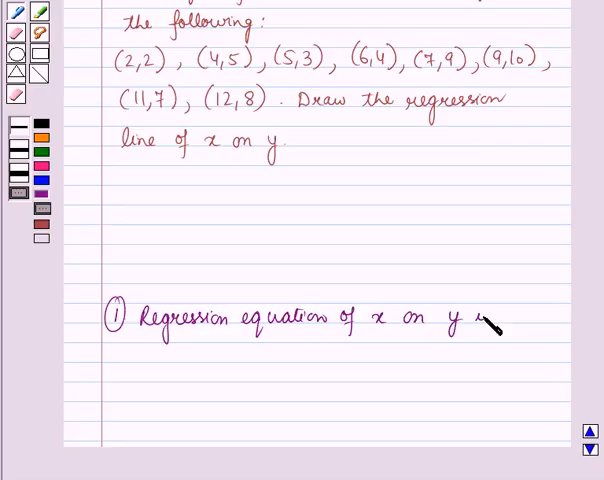 the following:
(2,2) , (4,5) , (5,3) , (6,4) , (7,9) , (9,10) ,
(11,7) , (12,8) . Draw the regression
line of x on y.
① Regression equation of x on y